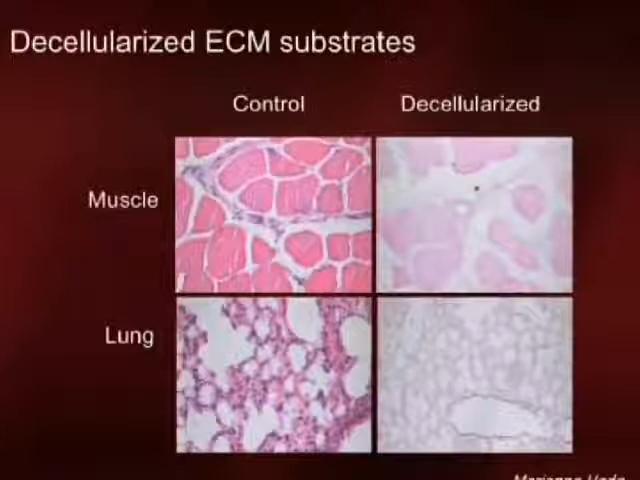 Decellularized ECM substrates
Control
Decellularized
Muscle
Lung